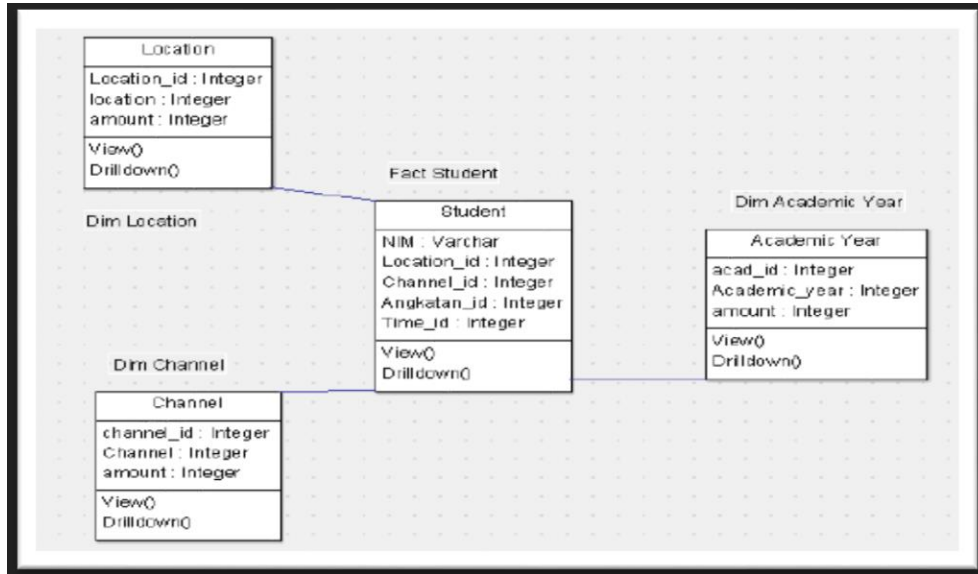 Location
Location_id : Integer
location : Integer
amount : Integer
View()
Drilldown()
Dim Location
Fact Student
Student
NIM : Varchar
Location_id : Integer
Channel_id : Integer
Angkatan_id : Integer
Time_id : Integer
View()
Drilldown()
Dim Academic Year
Academic Year
acad_id : Integer
Academic_year : Integer
amount : Integer
View()
Drilldown()
Dim Channel
Channel
channel_id : Integer
Channel : Integer
amount : Integer
View()
Drilldown()